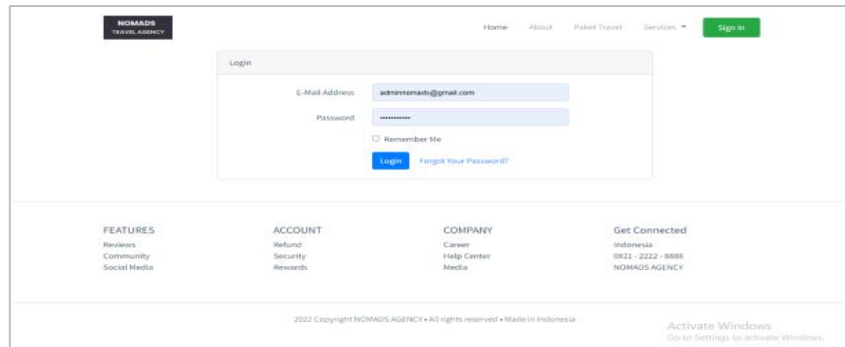 NOMADS
TRAVEL AGENCY
Home About Paket Travel Services Sign In
Login
E-Mail Address adminnomads@gmail.com
Password •••••••••••
Remember Me
Login Forgot Your Password?
FEATURES ACCOUNT COMPANY Get Connected
Reviews Refund Career Indonesia
Community Security Help Center 0821 - 2222 - 8888
Social Media Rewards Media NOMADS AGENCY
2022 Copyright NOMADS AGENCY • All rights reserved • Made in Indonesia
Activate Windows
Go to Settings to activate Windows.